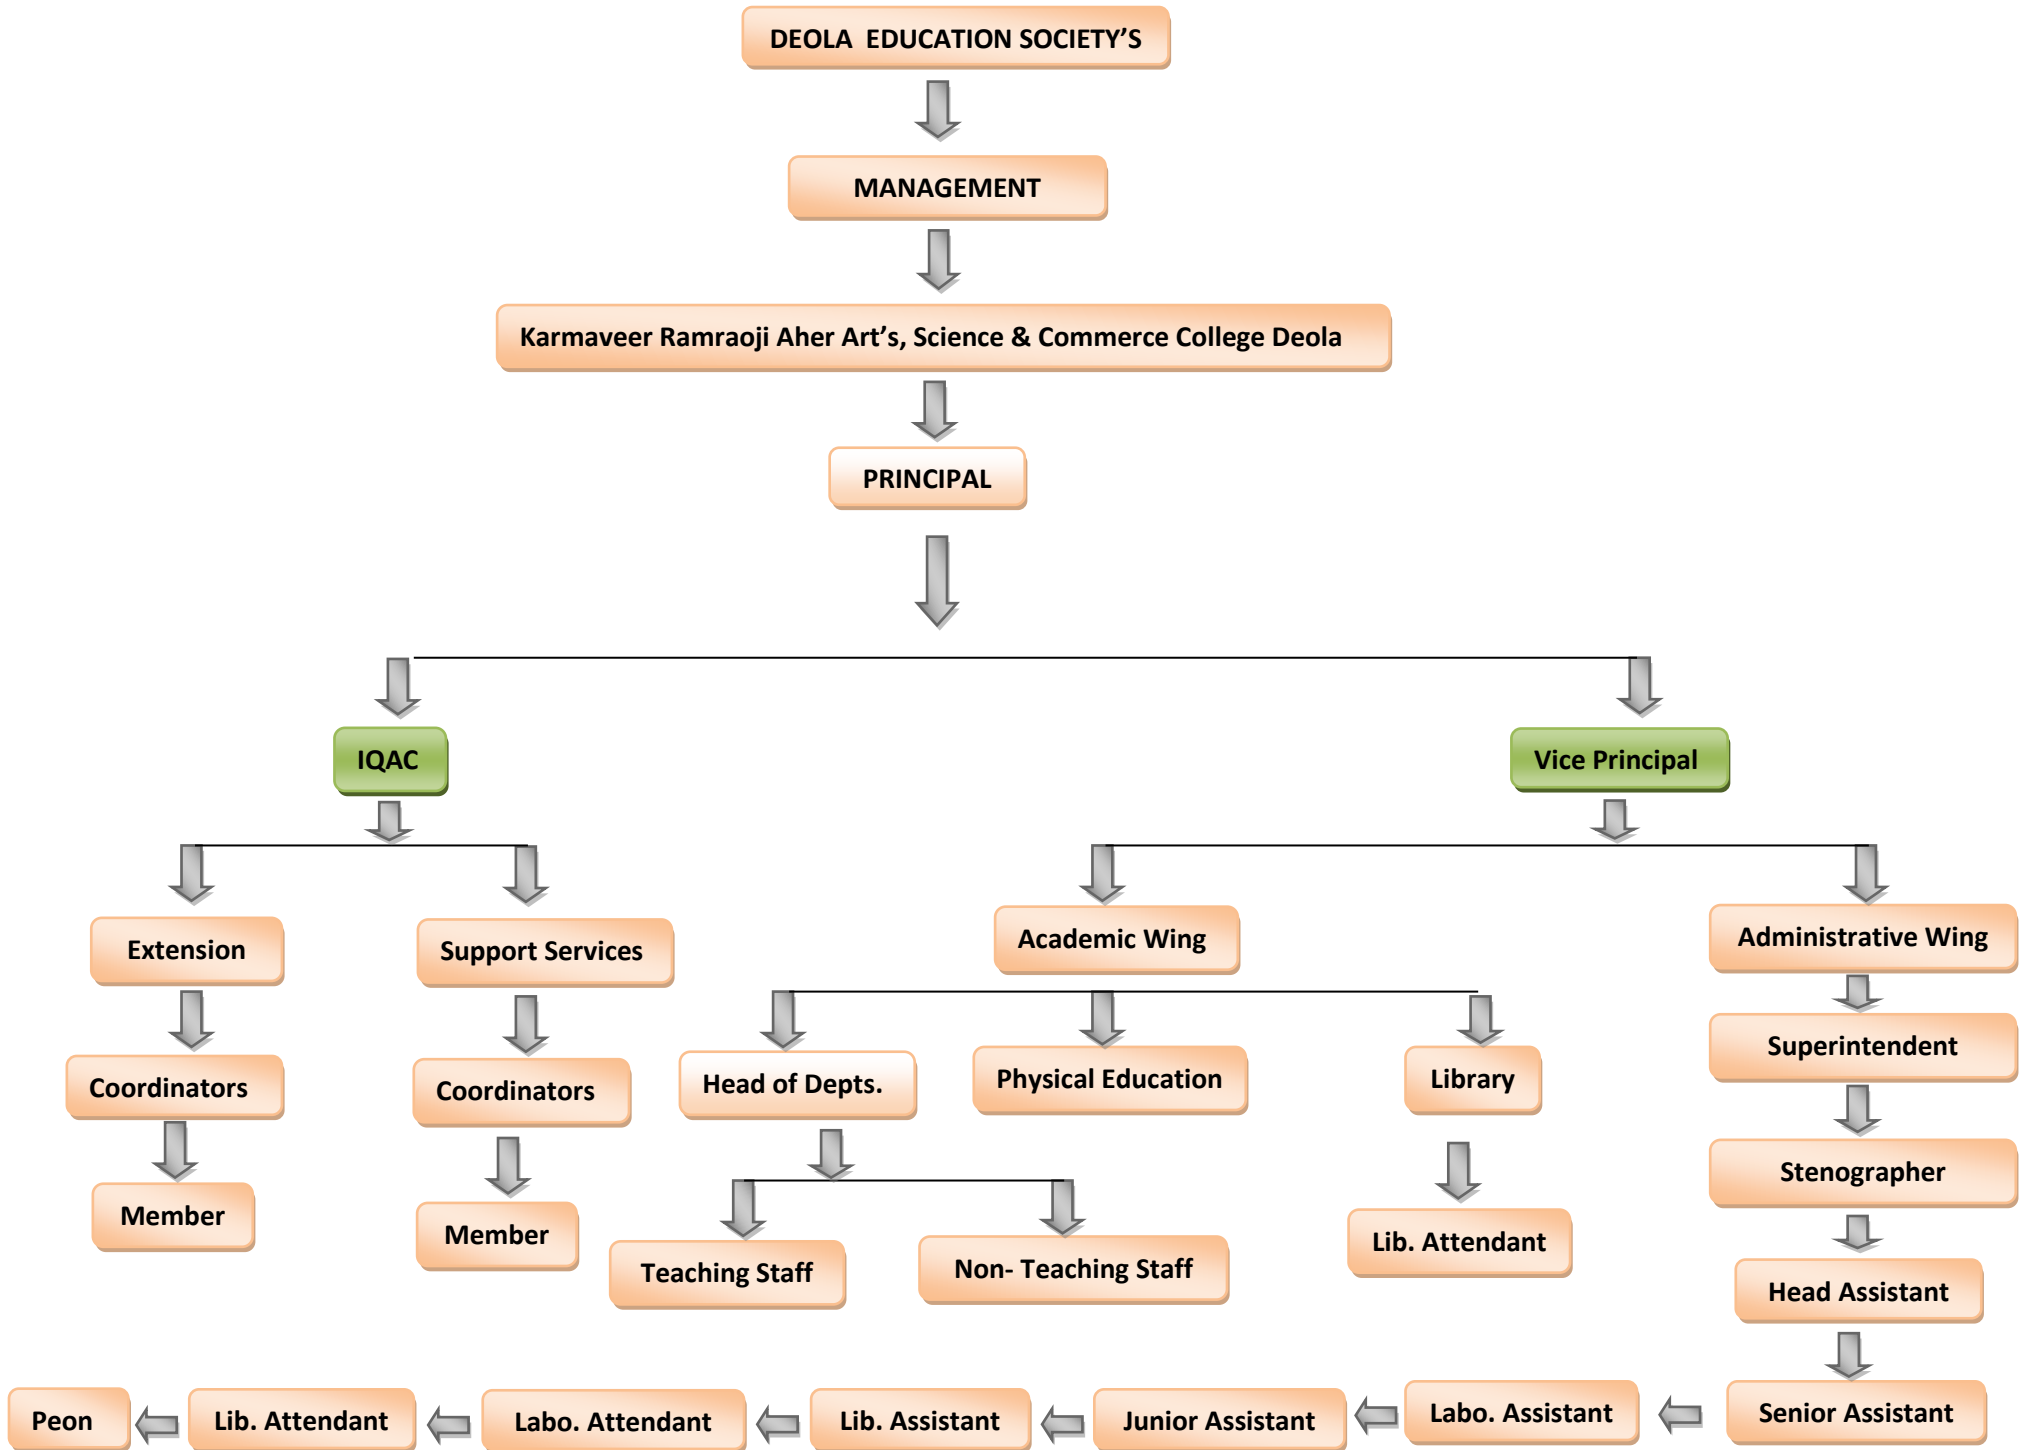 DEOLA EDUCATION SOCIETY’S
MANAGEMENT
Karmaveer Ramraoji Aher Art’s, Science & Commerce College Deola
PRINCIPAL
IQAC
Vice Principal
Extension
Support Services
Academic Wing
Administrative Wing
Coordinators
Coordinators
Head of Depts.
Physical Education
Library
Superintendent
Member
Member
Teaching Staff
Non- Teaching Staff
Lib. Attendant
Stenographer
Head Assistant
Peon
Lib. Attendant
Labo. Attendant
Lib. Assistant
Junior Assistant
Labo. Assistant
Senior Assistant